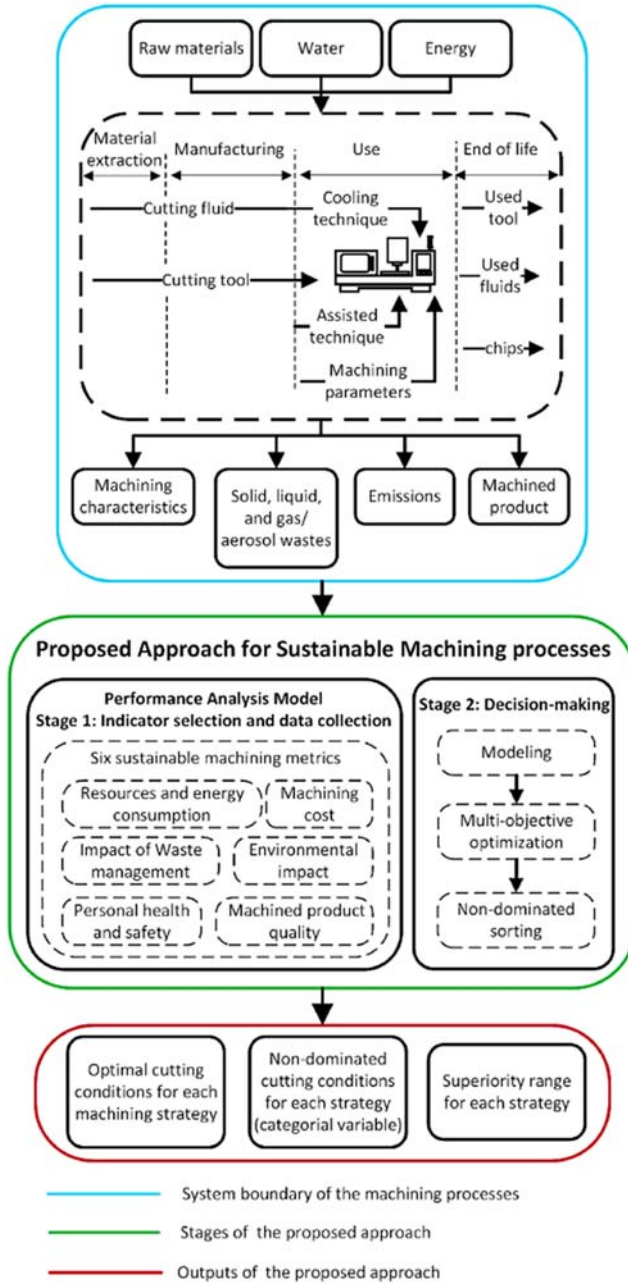 Raw materials
Water
Energy
Material
extraction
Manufacturing
Use
End of life
Cutting fluid
Cooling
technique
Used
tool
Cutting tool
Used
fluids
Assisted
technique
chips
Machining
parameters
Machining
characteristics
Solid, liquid,
and gas/
aerosol wastes
Emissions
Machined
product
Proposed Approach for Sustainable Machining processes
Performance Analysis Model
Stage 1: Indicator selection and data collection
Six sustainable machining metrics
Resources and energy
consumption
Machining
cost
Impact of Waste
management
Environmental
impact
Personal health
and safety
Machined product
quality
Stage 2: Decision-making
Modeling
Multi-objective
optimization
Non-dominated
sorting
Optimal cutting
conditions for each
machining strategy
Non-dominated
cutting conditions
for each strategy
(categorial variable)
Superiority range
for each strategy
System boundary of the machining processes
Stages of the proposed approach
Outputs of the proposed approach